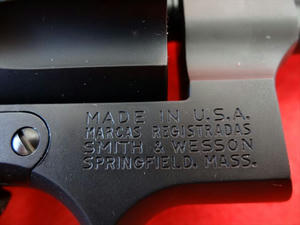 MADE IN U.S.A.
MARCAS REGISTRADAS
SMITH & WESSON
SPRINGFIELD, MASS.